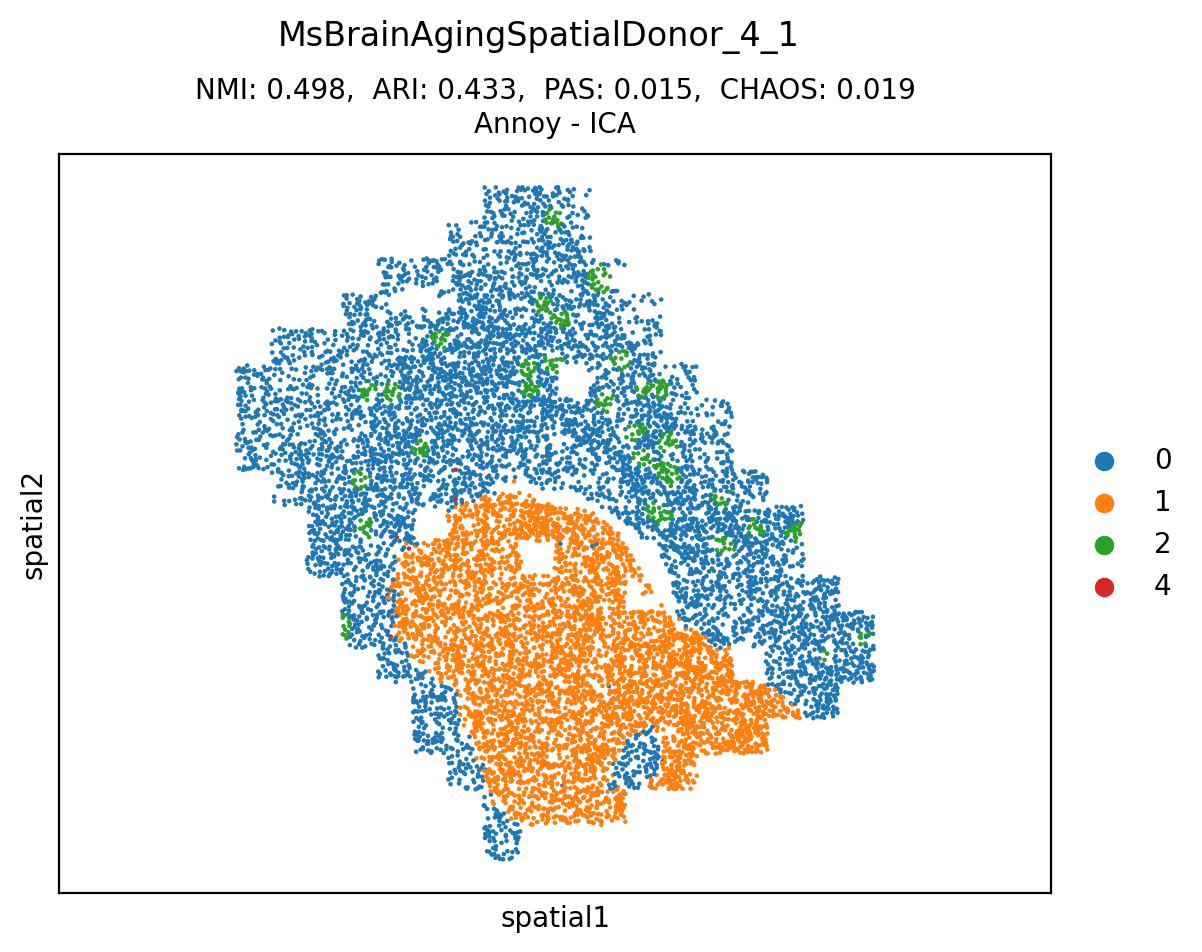 MsBrainAgingSpatialDonor_4_1
NMI: 0.498,  ARI: 0.433,  PAS: 0.015,  CHAOS: 0.019
Annoy - ICA
spatial2
0
1
2
4
spatial1